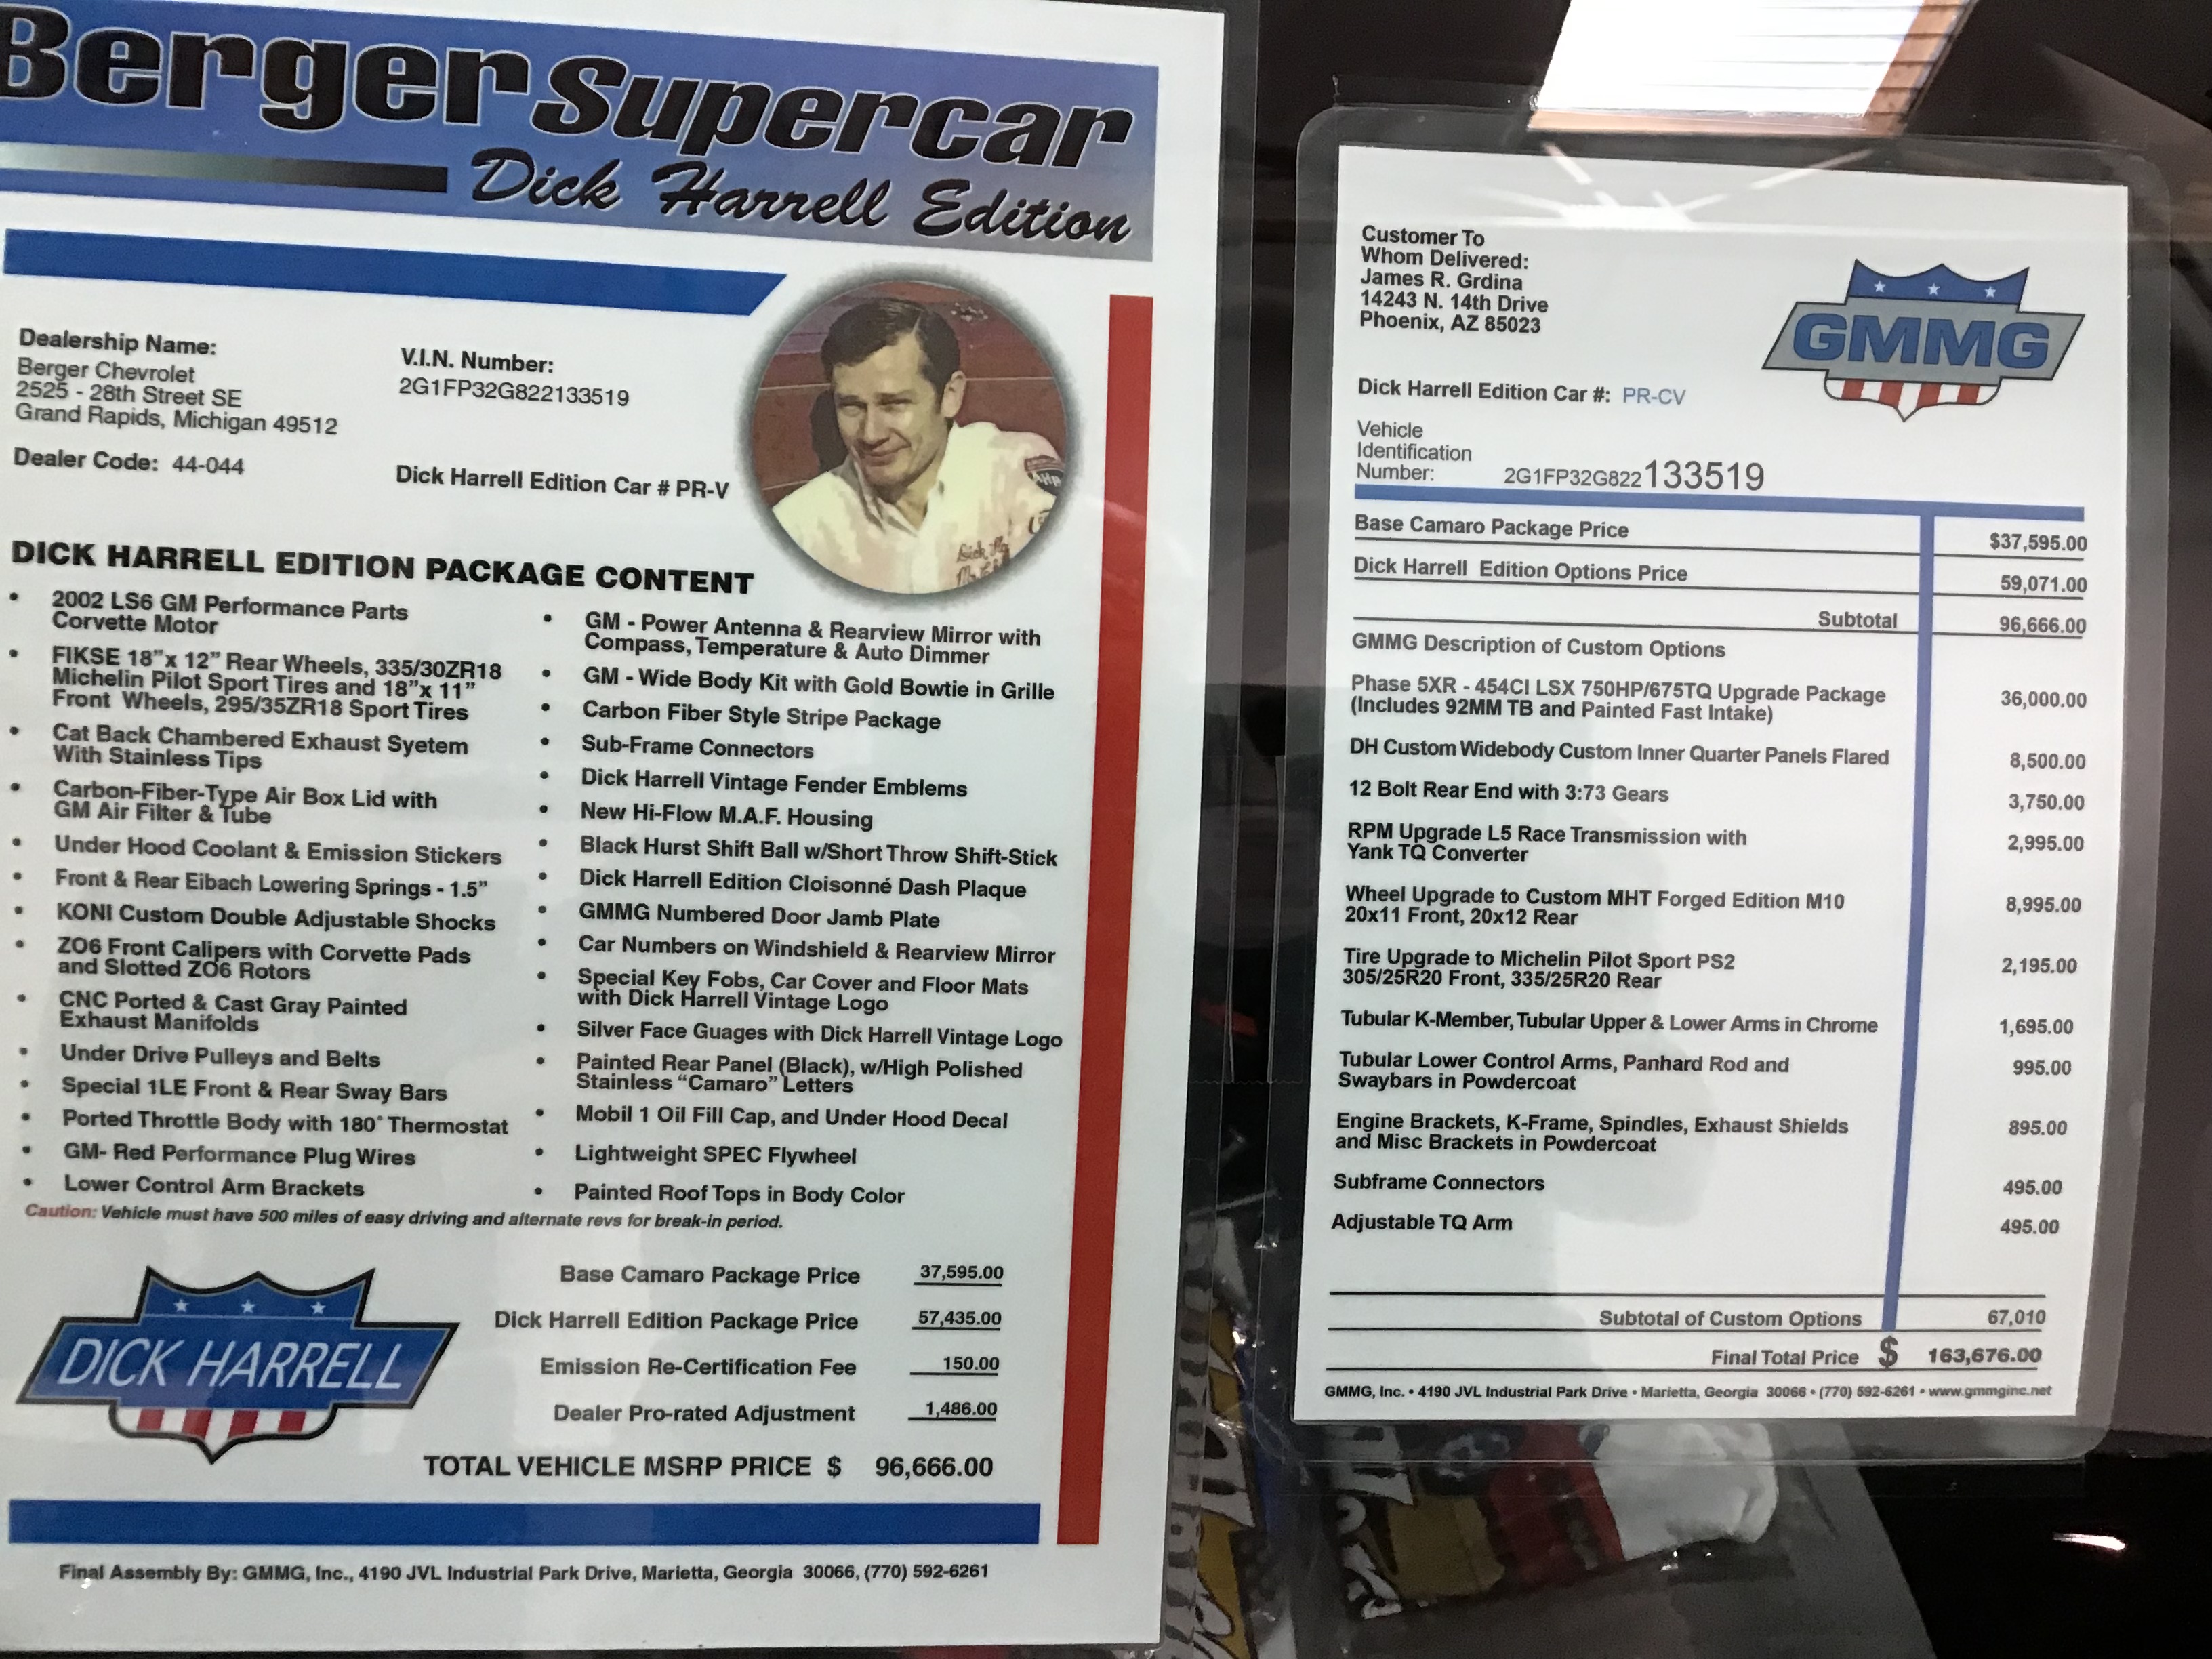 Berger Supercar
Dick Harrell Edition
Dealership Name:
Berger Chevrolet
2525 - 28th Street SE
Grand Rapids, Michigan 49512
Dealer Code: 44-044
V.I.N. Number:
2G1FP32G822133519
Dick Harrell Edition Car # PR-V
DICK HARRELL EDITION PACKAGE CONTENT
• 2002 LS6 GM Performance Parts
Corvette Motor
• FIKSE 18”x 12” Rear Wheels, 335/30ZR18
Michelin Pilot Sport Tires and 18”x 11”
Front Wheels, 295/35ZR18 Sport Tires
• Cat Back Chambered Exhaust Syetem
With Stainless Tips
• Carbon-Fiber-Type Air Box Lid with
GM Air Filter & Tube
• Under Hood Coolant & Emission Stickers
• Front & Rear Eibach Lowering Springs - 1.5”
• KONI Custom Double Adjustable Shocks
• ZO6 Front Calipers with Corvette Pads
and Slotted ZO6 Rotors
• CNC Ported & Cast Gray Painted
Exhaust Manifolds
• Under Drive Pulleys and Belts
• Special 1LE Front & Rear Sway Bars
• Ported Throttle Body with 180° Thermostat
• GM- Red Performance Plug Wires
• Lower Control Arm Brackets
• GM - Power Antenna & Rearview Mirror with
Compass, Temperature & Auto Dimmer
• GM - Wide Body Kit with Gold Bowtie in Grille
• Carbon Fiber Style Stripe Package
• Sub-Frame Connectors
• Dick Harrell Vintage Fender Emblems
• New Hi-Flow M.A.F. Housing
• Black Hurst Shift Ball w/Short Throw Shift-Stick
• Dick Harrell Edition Cloisonné Dash Plaque
• GMMG Numbered Door Jamb Plate
• Car Numbers on Windshield & Rearview Mirror
• Special Key Fobs, Car Cover and Floor Mats
with Dick Harrell Vintage Logo
• Silver Face Guages with Dick Harrell Vintage Logo
• Painted Rear Panel (Black), w/High Polished
Stainless “Camaro” Letters
• Mobil 1 Oil Fill Cap, and Under Hood Decal
• Lightweight SPEC Flywheel
• Painted Roof Tops in Body Color
Caution: Vehicle must have 500 miles of easy driving and alternate revs for break-in period.
DICK HARRELL
Base Camaro Package Price 37,595.00
Dick Harrell Edition Package Price 57,435.00
Emission Re-Certification Fee 150.00
Dealer Pro-rated Adjustment 1,486.00
TOTAL VEHICLE MSRP PRICE $ 96,666.00
Final Assembly By: GMMG, Inc., 4190 JVL Industrial Park Drive, Marietta, Georgia 30066, (770) 592-6261
Customer To
Whom Delivered:
James R. Grdina
14243 N. 14th Drive
Phoenix, AZ 85023
GMMG
Dick Harrell Edition Car #: PR-CV
Vehicle
Identification
Number: 2G1FP32G822133519
Base Camaro Package Price $37,595.00
Dick Harrell Edition Options Price 59,071.00
Subtotal 96,666.00
GMMG Description of Custom Options
Phase 5XR - 454CI LSX 750HP/675TQ Upgrade Package 36,000.00
(Includes 92MM TB and Painted Fast Intake)
DH Custom Widebody Custom Inner Quarter Panels Flared 8,500.00
12 Bolt Rear End with 3:73 Gears 3,750.00
RPM Upgrade L5 Race Transmission with 2,995.00
Yank TQ Converter
Wheel Upgrade to Custom MHT Forged Edition M10 8,995.00
20x11 Front, 20x12 Rear
Tire Upgrade to Michelin Pilot Sport PS2 2,195.00
305/25R20 Front, 335/25R20 Rear
Tubular K-Member, Tubular Upper & Lower Arms in Chrome 1,695.00
Tubular Lower Control Arms, Panhard Rod and 995.00
Swaybars in Powdercoat
Engine Brackets, K-Frame, Spindles, Exhaust Shields 895.00
and Misc Brackets in Powdercoat
Subframe Connectors 495.00
Adjustable TQ Arm 495.00
Subtotal of Custom Options 67,010
Final Total Price $ 163,676.00
GMMG, Inc. • 4190 JVL Industrial Park Drive • Marietta, Georgia 30066 • (770) 592-6261 • www.gmmginc.net